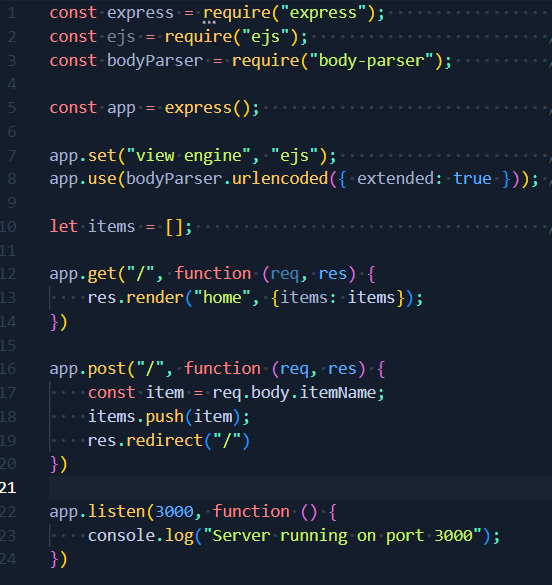 1 const express = require("express");
2 const ejs = require("ejs");
3 const bodyParser = require("body-parser");
4
5 const app = express();
6
7 app.set("view engine", "ejs");
8 app.use(bodyParser.urlencoded({ extended: true }));
9
10 let items = [];
11
12 app.get("/", function (req, res) {
13     res.render("home", {items: items});
14 })
15
16 app.post("/", function (req, res) {
17     const item = req.body.itemName;
18     items.push(item);
19     res.redirect("/")
20 })
21
22 app.listen(3000, function () {
23     console.log("Server running on port 3000");
24 })